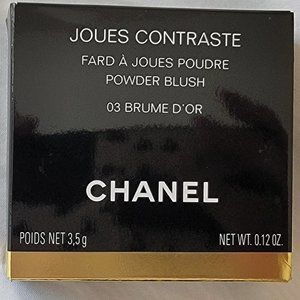 JOUES CONTRASTE
FARD À JOUES POUDRE
POWDER BLUSH
03 BRUME D'OR
CHANEL
POIDS NET 3,5g NET WT. 0.12 OZ.